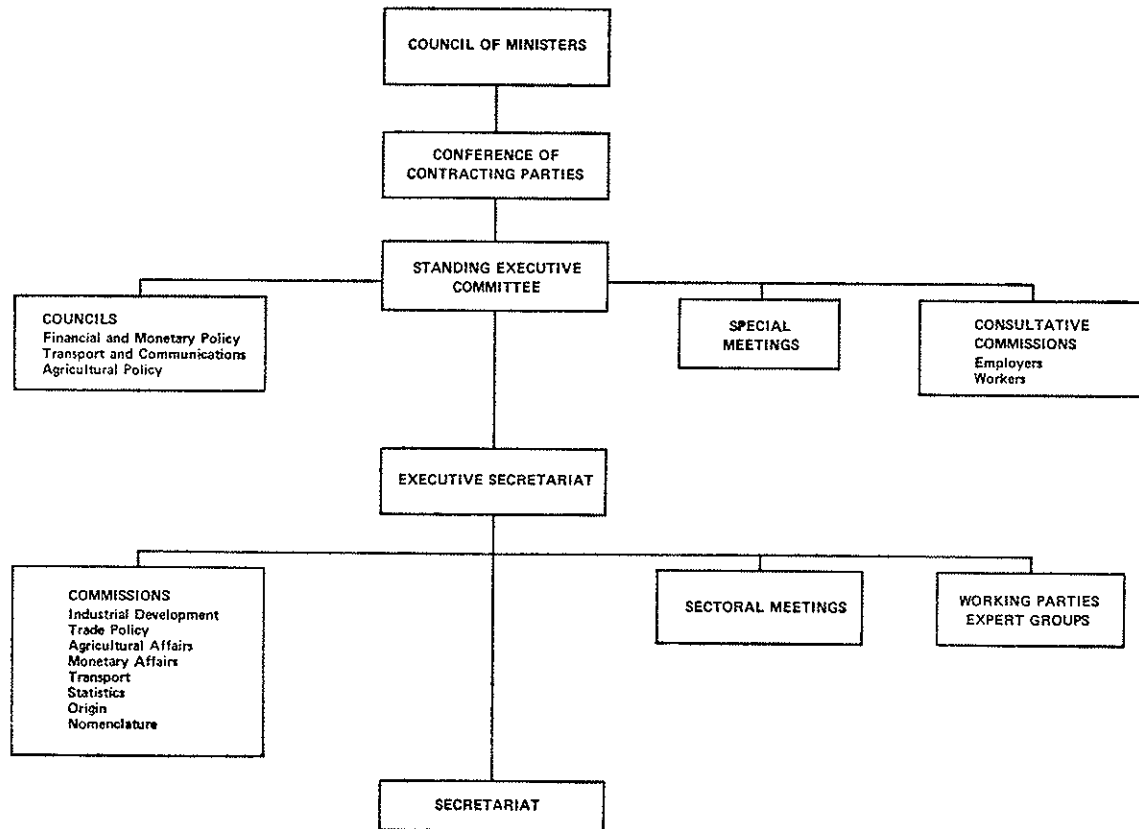 COUNCIL OF MINISTERS
CONFERENCE OF
CONTRACTING PARTIES
STANDING EXECUTIVE
COMMITTEE
COUNCILS
Financial and Monetary Policy
Transport and Communications
Agricultural Policy
SPECIAL
MEETINGS
CONSULTATIVE
COMMISSIONS
Employers
Workers
EXECUTIVE SECRETARIAT
COMMISSIONS
Industrial Development
Trade Policy
Agricultural Affairs
Monetary Affairs
Transport
Statistics
Origin
Nomenclature
SECTORAL MEETINGS
WORKING PARTIES
EXPERT GROUPS
SECRETARIAT